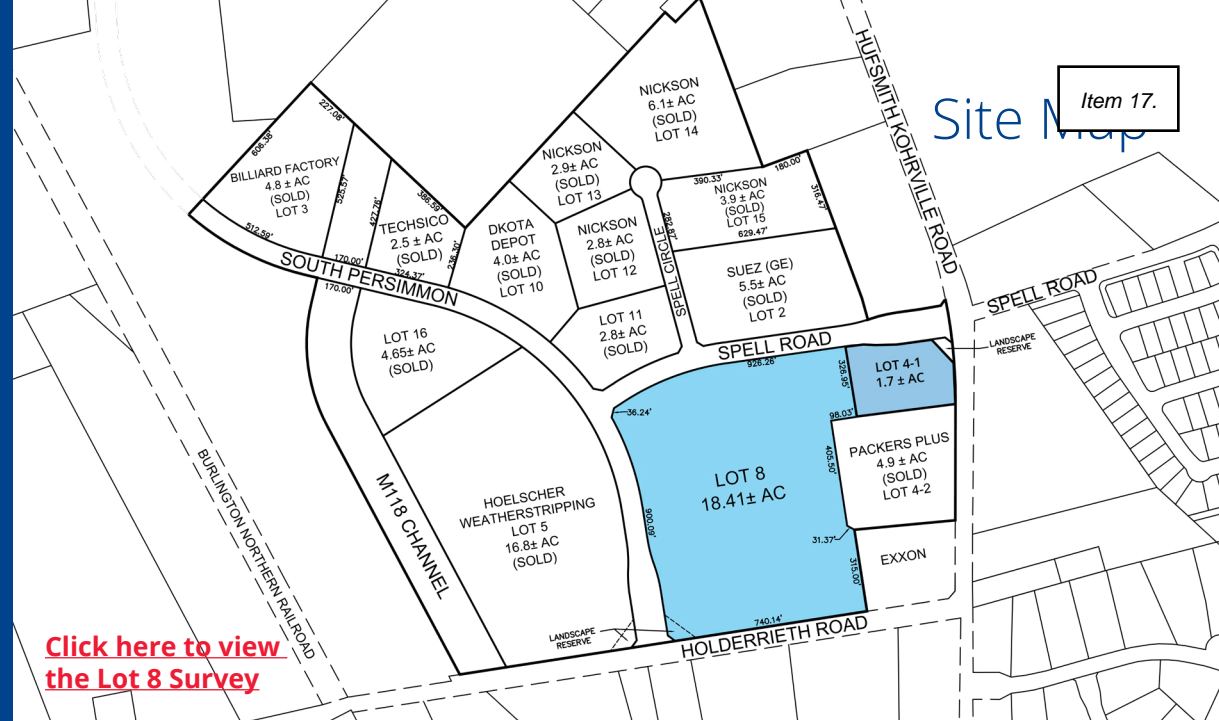 Site Map
Item 17.
HUFSMITH KOHRVILLE ROAD
NICKSON
6.1± AC
(SOLD)
LOT 14
227.08'
606.38'
BILLIARD FACTORY
4.8 ± AC
(SOLD)
LOT 3
525.57'
427.76'
512.59'
NICKSON
2.9± AC
(SOLD)
LOT 13
390.33'
180.00'
316.47'
NICKSON
3.9 ± AC
(SOLD)
LOT 15
629.47'
386.59'
TECHSICO
2.5 ± AC
(SOLD)
236.30'
DKOTA
DEPOT
4.0± AC
(SOLD)
LOT 10
NICKSON
2.8± AC
(SOLD)
LOT 12
282.87'
SPELL CIRCLE
170.00'
324.37'
SOUTH PERSIMMON
170.00'
SUEZ (GE)
5.5± AC
(SOLD)
LOT 2
SPELL ROAD
LOT 11
2.8± AC
(SOLD)
LOT 16
4.65± AC
(SOLD)
SPELL ROAD
926.26'
LANDSCAPE
RESERVE
326.95'
LOT 4-1
1.7 ± AC
36.24'
98.03'
405.50'
PACKERS PLUS
4.9 ± AC
(SOLD)
LOT 4-2
LOT 8
18.41± AC
M118 CHANNEL
HOELSCHER
WEATHERSTRIPPING
LOT 5
16.8± AC
(SOLD)
900.09'
31.37'
315.00'
EXXON
BURLINGTON NORTHERN RAILROAD
LANDSCAPE
RESERVE
740.14'
HOLDERRIETH ROAD
Click here to view
the Lot 8 Survey